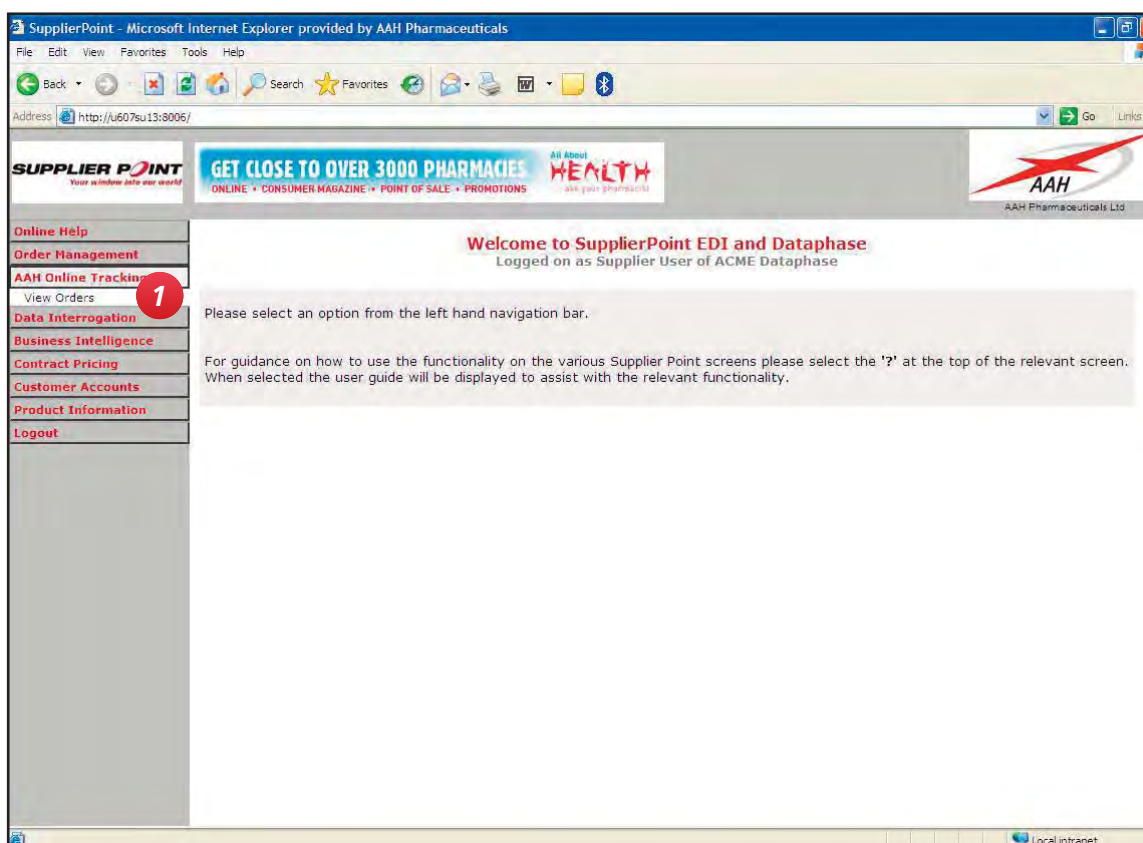 SupplierPoint - Microsoft Internet Explorer provided by AAH Pharmaceuticals
File Edit View Favorites Tools Help
Back Search Favorites
Address http://u607su13:8006/ Go Links
SUPPLIER POINT
Your window into our world
GET CLOSE TO OVER 3000 PHARMACIES
ONLINE • CONSUMER MAGAZINE • POINT OF SALE • PROMOTIONS
All About
HEALTH
ask your pharmacist
AAH
AAH Pharmaceuticals Ltd
Online Help
Order Management
AAH Online Tracking
View Orders
1
Data Interrogation
Business Intelligence
Contract Pricing
Customer Accounts
Product Information
Logout
Welcome to SupplierPoint EDI and Dataphase
Logged on as Supplier User of ACME Dataphase
Please select an option from the left hand navigation bar.
For guidance on how to use the functionality on the various Supplier Point screens please select the '?' at the top of the relevant screen.
When selected the user guide will be displayed to assist with the relevant functionality.
Local intranet